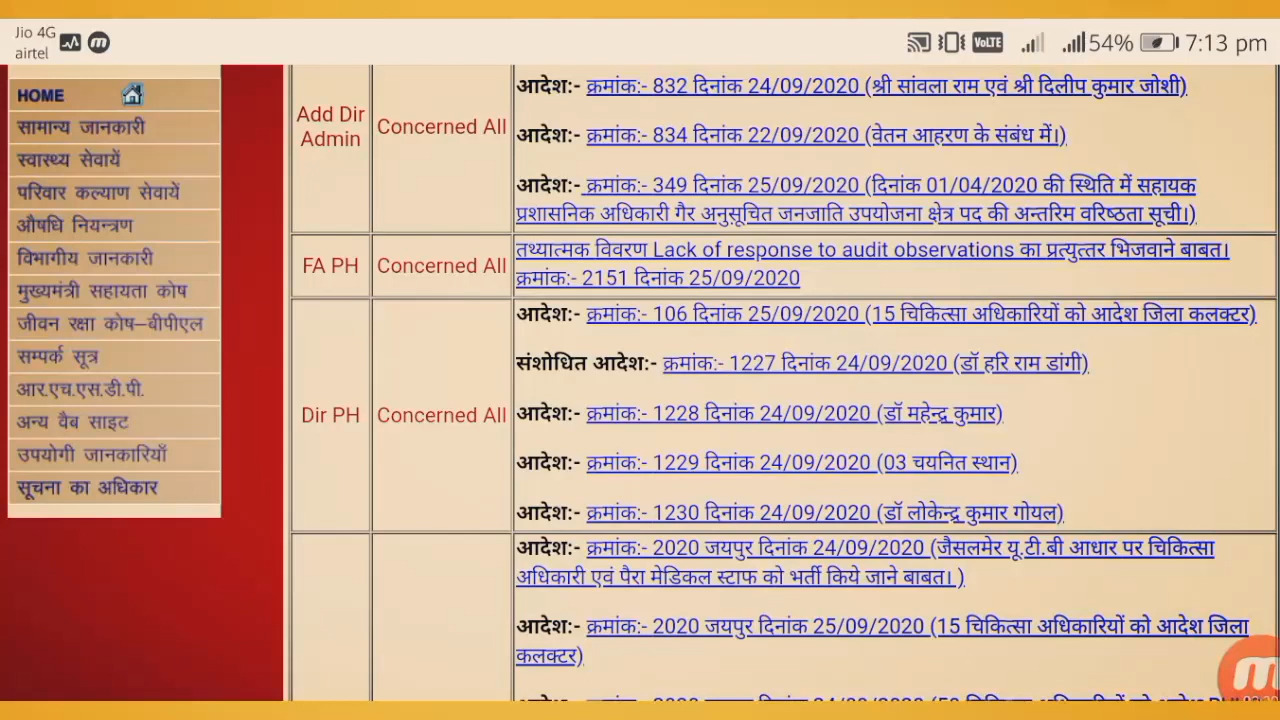 Jio 4G
airtel
VoLTE
54%
7:13 pm
HOME
सामान्य जानकारी
स्वास्थ्य सेवायें
परिवार कल्याण सेवायें
औषधि नियन्त्रण
विभागीय जानकारी
मुख्यमंत्री सहायता कोष
जीवन रक्षा कोष–बीपीएल
सम्पर्क सूत्र
आर.एच.एस.डी.पी.
अन्य वैब साइट
उपयोगी जानकारियाँ
सूचना का अधिकार
Add Dir
Admin
Concerned All
आदेश:- क्रमांक:- 832 दिनांक 24/09/2020 (श्री सांवला राम एवं श्री दिलीप कुमार जोशी)
आदेश:- क्रमांक:- 834 दिनांक 22/09/2020 (वेतन आहरण के संबंध में।)
आदेश:- क्रमांक:- 349 दिनांक 25/09/2020 (दिनांक 01/04/2020 की स्थिति में सहायक
प्रशासनिक अधिकारी गैर अनुसूचित जनजाति उपयोजना क्षेत्र पद की अन्तरिम वरिष्ठता सूची।)
FA PH
Concerned All
तथ्यात्मक विवरण Lack of response to audit observations का प्रत्युत्तर भिजवाने बाबत।
क्रमांक:- 2151 दिनांक 25/09/2020
Dir PH
Concerned All
आदेश:- क्रमांक:- 106 दिनांक 25/09/2020 (15 चिकित्सा अधिकारियों को आदेश जिला कलक्टर)
संशोधित आदेश:- क्रमांक:- 1227 दिनांक 24/09/2020 (डॉ हरि राम डांगी)
आदेश:- क्रमांक:- 1228 दिनांक 24/09/2020 (डॉ महेन्द्र कुमार)
आदेश:- क्रमांक:- 1229 दिनांक 24/09/2020 (03 चयनित स्थान)
आदेश:- क्रमांक:- 1230 दिनांक 24/09/2020 (डॉ लोकेन्द्र कुमार गोयल)
आदेश:- क्रमांक:- 2020 जयपुर दिनांक 24/09/2020 (जैसलमेर यू.टी.बी आधार पर चिकित्सा
अधिकारी एवं पैरा मेडिकल स्टाफ को भर्ती किये जाने बाबत। )
आदेश:- क्रमांक:- 2020 जयपुर दिनांक 25/09/2020 (15 चिकित्सा अधिकारियों को आदेश जिला
कलक्टर)